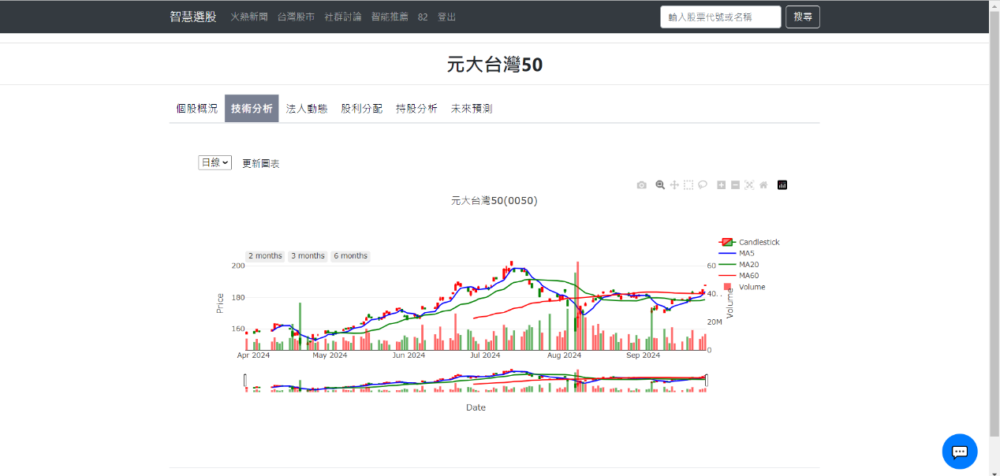 智慧選股 火熱新聞 台灣股市 社群討論 智能推薦 82 登出 輸入股票代號或名稱 搜尋
元大台灣50
個股概況 技術分析 法人動態 股利分配 持股分析 未來預測
日線 更新圖表
元大台灣50(0050)
Candlestick
MA5
MA20
MA60
Volume
2 months 3 months 6 months
200
180
160
Price
60
40. .
20M
0
Volume
Apr 2024 May 2024 Jun 2024 Jul 2024 Aug 2024 Sep 2024
Date